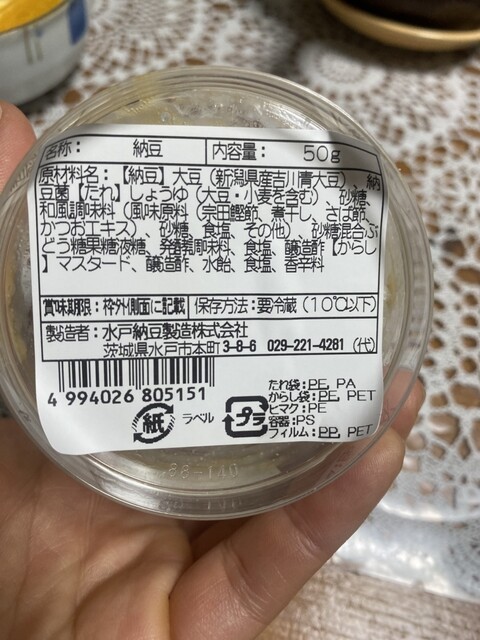 名称： 納豆 内容量： 50g
原材料名：【納豆】大豆（新潟県産吉川青大豆）、納
豆菌【たれ】しょうゆ（大豆・小麦を含む）、砂糖、
和風調味料（風味原料（宗田鰹節、煮干し、さば節、
かつおエキス）、砂糖、食塩、その他）、砂糖混合ぶ
どう糖果糖液糖、発酵調味料、食塩、醸造酢【からし
】マスタード、醸造酢、水飴、食塩、香辛料
賞味期限：枠外側面に記載 保存方法：要冷蔵（10℃以下）
製造者：水戸納豆製造株式会社
茨城県水戸市本町3-8-6 029-221-4281（代）
4 994026 805151
紙 ラベル
プラ
たれ袋：PE, PA
からし袋：PE, PET
ヒマク：PE
容器：PS
フィルム：PP, PET